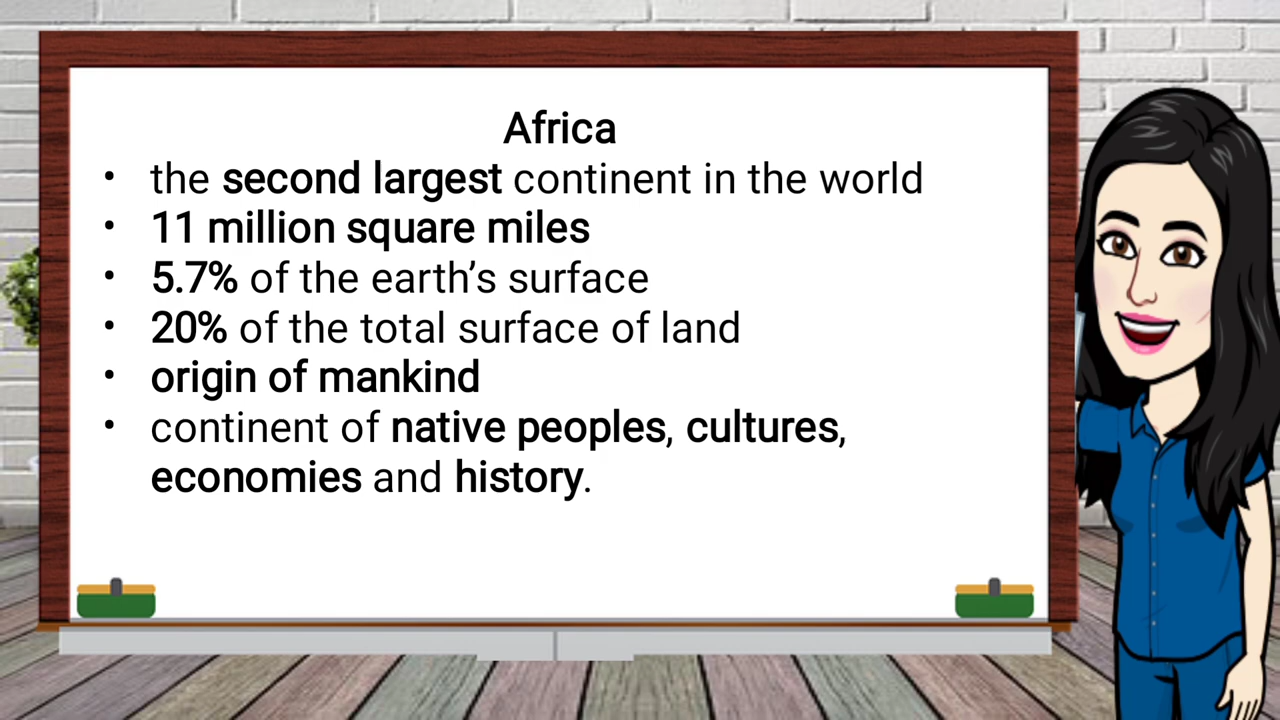 Africa
• the second largest continent in the world
• 11 million square miles
• 5.7% of the earth’s surface
• 20% of the total surface of land
• origin of mankind
• continent of native peoples, cultures,
economies and history.